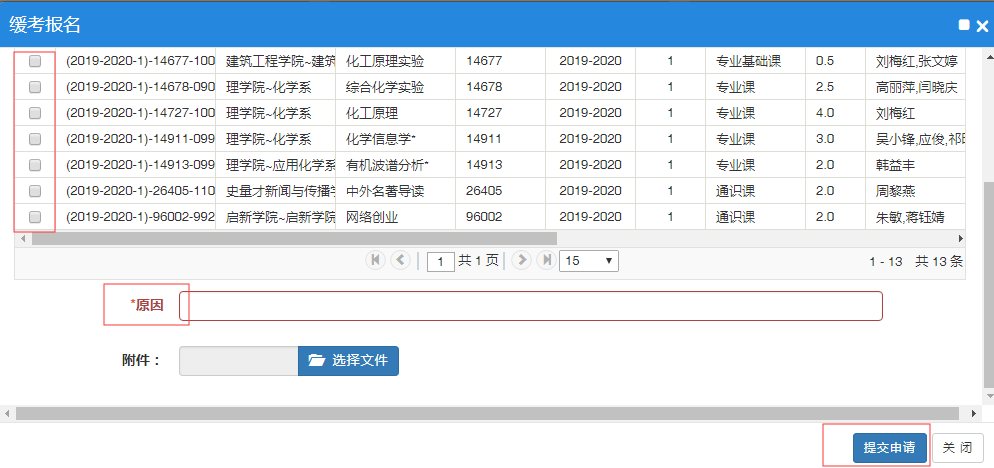 缓考报名
(2019-2020-1)-14677-100 建筑工程学院~建筑 化工原理实验 14677 2019-2020 1 专业基础课 0.5 刘梅红,张文婷
(2019-2020-1)-14678-090 理学院~化学系 综合化学实验 14678 2019-2020 1 专业课 2.5 高丽萍,闫晓庆
(2019-2020-1)-14727-100 理学院~化学系 化工原理 14727 2019-2020 1 专业课 4.0 刘梅红
(2019-2020-1)-14911-099 理学院~化学系 化学信息学* 14911 2019-2020 1 专业课 3.0 吴小锋,应俊,祁
(2019-2020-1)-14913-099 理学院~应用化学系 有机波谱分析* 14913 2019-2020 1 专业课 2.0 韩益丰
(2019-2020-1)-26405-110 史量才新闻与传播 中外名著导读 26405 2019-2020 1 通识课 2.0 周黎燕
(2019-2020-1)-96002-992 启新学院~启新学院 网络创业 96002 2019-2020 1 通识课 2.0 朱敏,蒋钰婧
1 共 1 页 15 1 - 13 共 13 条
*原因
附件： 选择文件
提交申请 关 闭